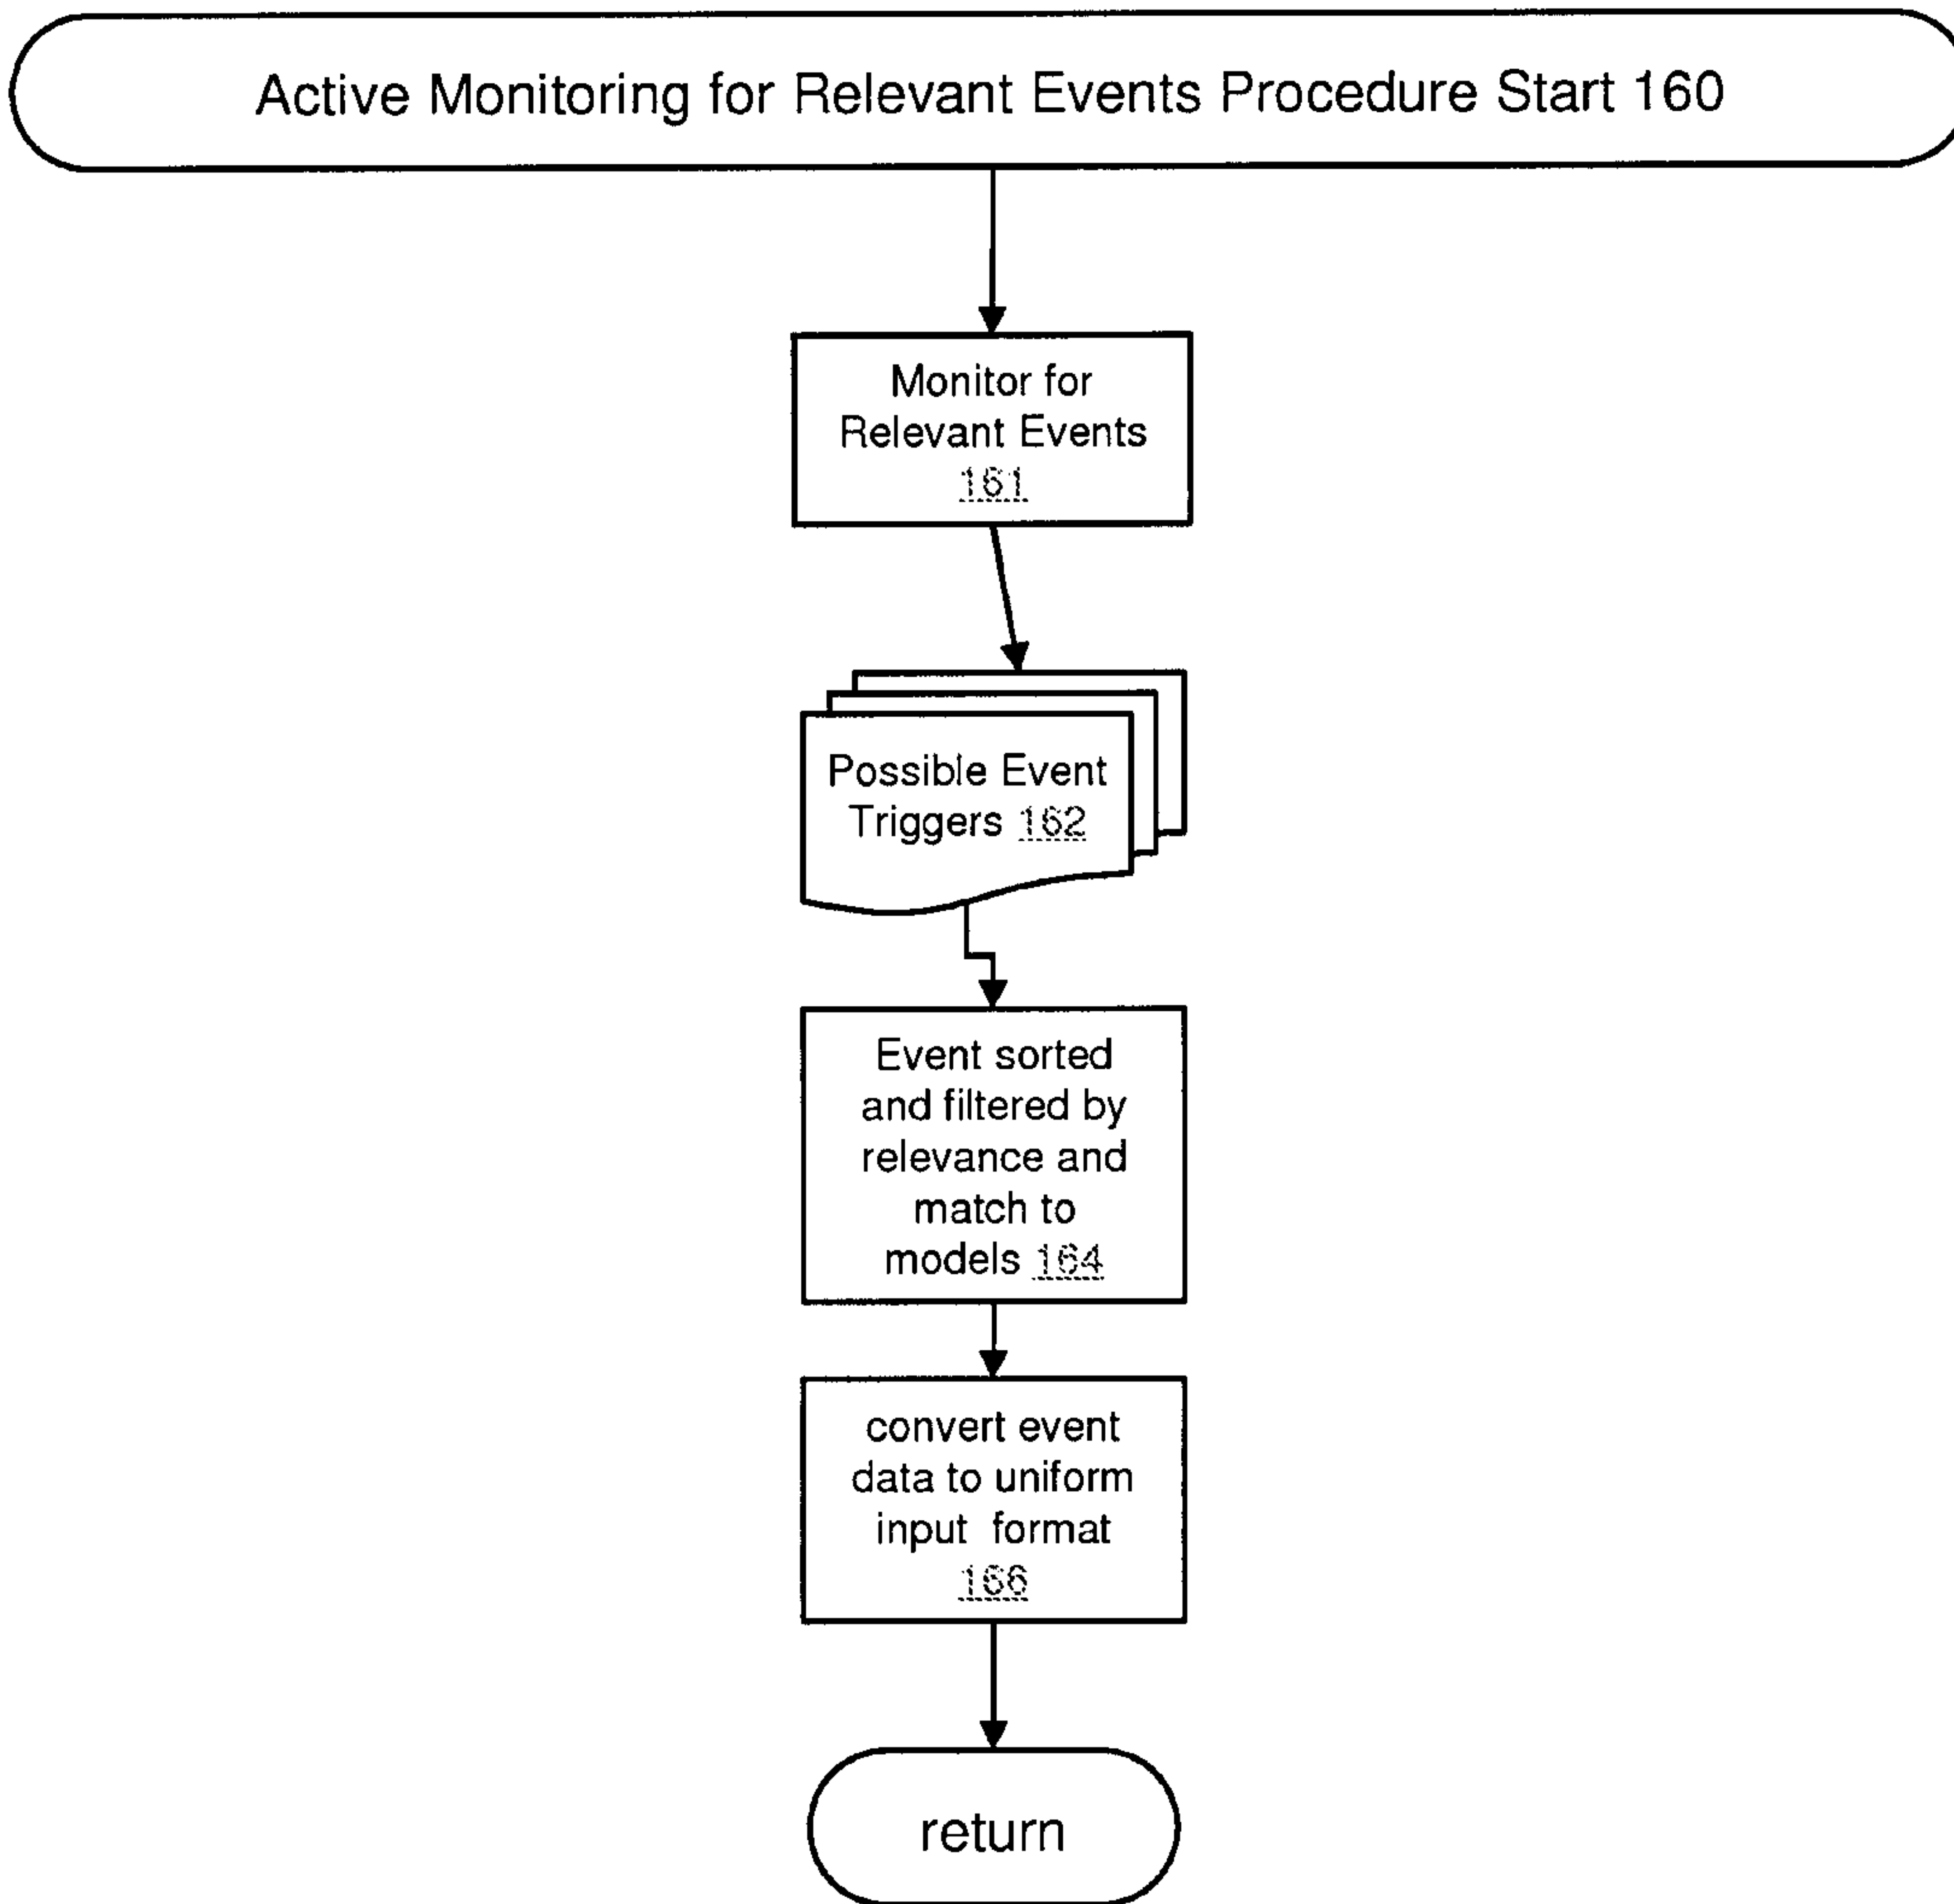 Active Monitoring for Relevant Events Procedure Start 160
Monitor for
Relevant Events
161
Possible Event
Triggers 162
Event sorted
and filtered by
relevance and
match to
models 164
convert event
data to uniform
input format
166
return